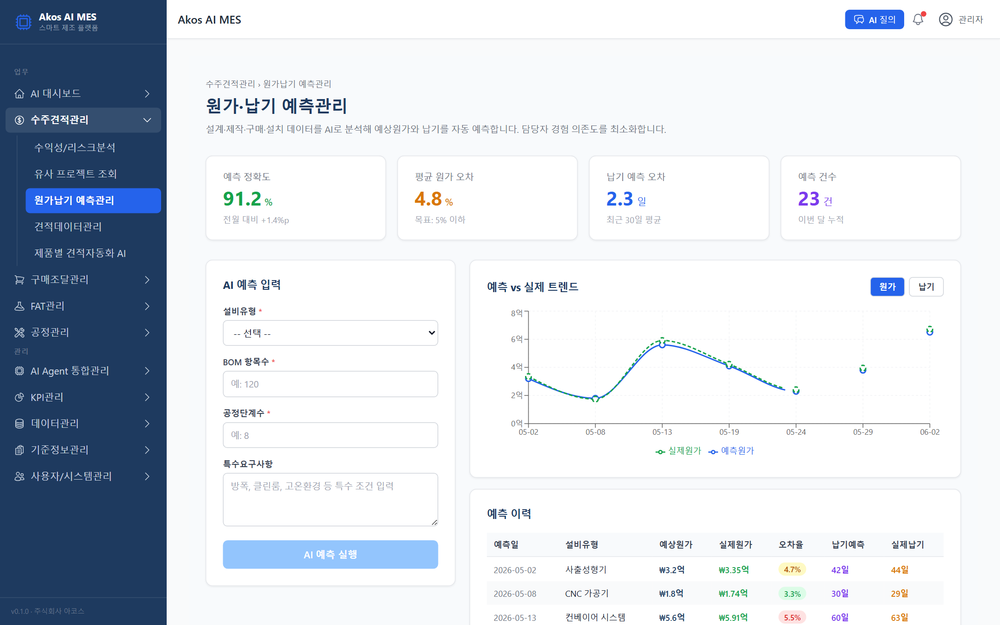 Akos AI MES
스마트 제조 플랫폼
업무
AI 대시보드
수주견적관리
수익성/리스크분석
유사 프로젝트 조회
원가납기 예측관리
견적데이터관리
제품별 견적자동화 AI
구매조달관리
FAT관리
공정관리
관리
AI Agent 통합관리
KPI관리
데이터관리
기준정보관리
사용자/시스템관리
v0.1.0 · 주식회사 아코스
Akos AI MES
AI 질의
관리자
수주견적관리 › 원가납기 예측관리
원가·납기 예측관리
설계·제작·구매·설치 데이터를 AI로 분석해 예상원가와 납기를 자동 예측합니다. 담당자 경험 의존도를 최소화합니다.
예측 정확도
91.2 %
전월 대비 +1.4%p
평균 원가 오차
4.8 %
목표: 5% 이하
납기 예측 오차
2.3 일
최근 30일 평균
예측 건수
23 건
이번 달 누적
AI 예측 입력
설비유형 *
-- 선택 --
BOM 항목수 *
예: 120
공정단계수 *
예: 8
특수요구사항
방폭, 클린룸, 고온환경 등 특수 조건 입력
AI 예측 실행
예측 vs 실제 트렌드
원가 납기
8억
6억
4억
2억
0억
05-02 05-08 05-13 05-19 05-24 05-29 06-02
실제원가 예측원가
예측 이력
예측일 설비유형 예상원가 실제원가 오차율 납기예측 실제납기
2026-05-02 사출성형기 ₩3.2억 ₩3.35억 4.7% 42일 44일
2026-05-08 CNC 가공기 ₩1.8억 ₩1.74억 3.3% 30일 29일
2026-05-13 컨베이어 시스템 ₩5.6억 ₩5.91억 5.5% 60일 63일